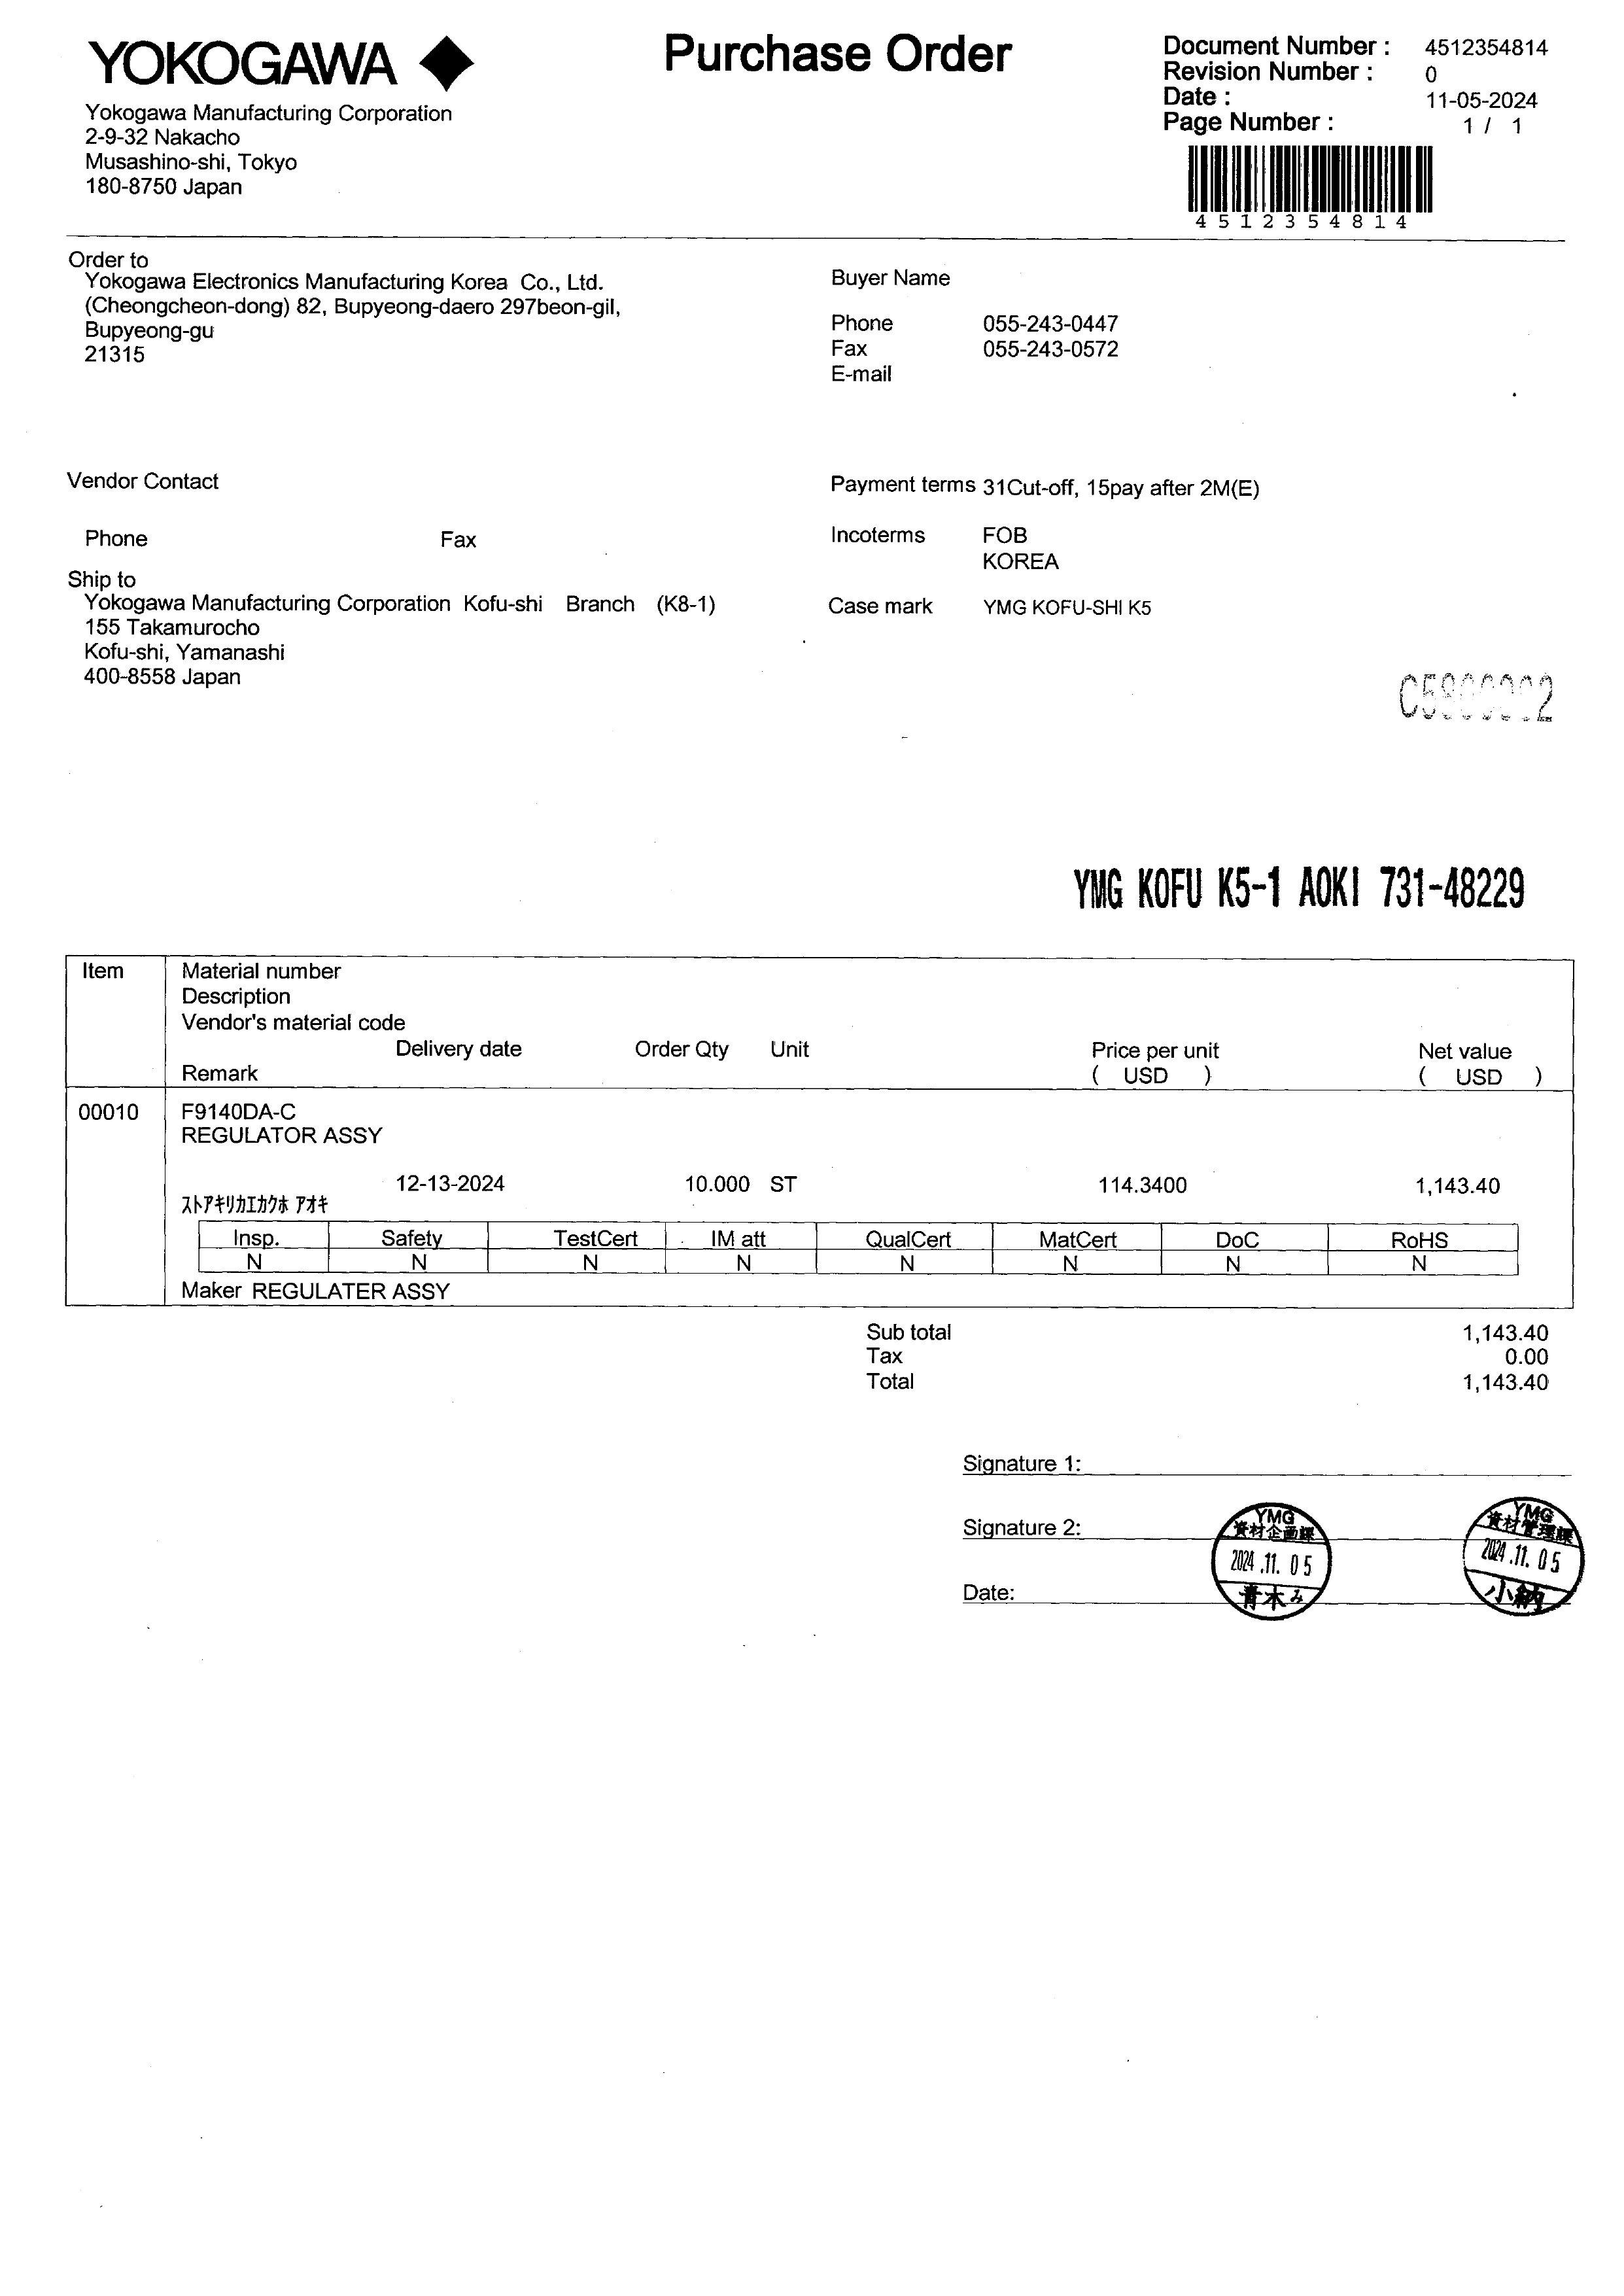 YOKOGAWA
Purchase Order
Document Number : 4512354814
Revision Number : 0
Date : 11-05-2024
Page Number : 1 / 1
4512354814
Yokogawa Manufacturing Corporation
2-9-32 Nakacho
Musashino-shi, Tokyo
180-8750 Japan
Order to
Yokogawa Electronics Manufacturing Korea Co., Ltd.
(Cheongcheon-dong) 82, Bupyeong-daero 297beon-gil,
Bupyeong-gu
21315
Buyer Name
Phone 055-243-0447
Fax 055-243-0572
E-mail
Vendor Contact
Phone Fax
Payment terms 31Cut-off, 15pay after 2M(E)
Incoterms FOB
KOREA
Ship to
Yokogawa Manufacturing Corporation Kofu-shi Branch (K8-1)
155 Takamurocho
Kofu-shi, Yamanashi
400-8558 Japan
Case mark YMG KOFU-SHI K5
YMG KOFU K5-1 AOKI 731-48229
Item Material number
Description
Vendor's material code
Delivery date Order Qty Unit Price per unit Net value
Remark ( USD ) ( USD )
00010 F9140DA-C
REGULATOR ASSY
12-13-2024 10.000 ST 114.3400 1,143.40
ストアキリカエカクホ アオキ
Insp. Safety TestCert IM att QualCert MatCert DoC RoHS
N N N N N N N N
Maker REGULATER ASSY
Sub total 1,143.40
Tax 0.00
Total 1,143.40
Signature 1:
Signature 2:
Date:
YMG
資材企画課
2024.11.05
青木み
YMG
資材管理課
2024.11.05
小納